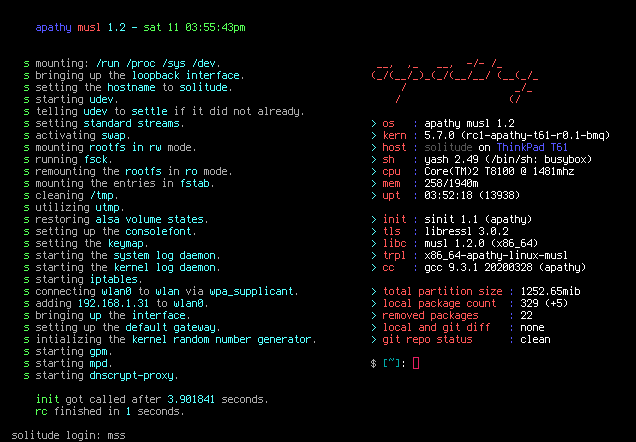 apathy musl 1.2 - sat 11 03:55:43pm
s mounting: /run /proc /sys /dev.
s bringing up the loopback interface.
s setting the hostname to solitude.
s starting udev.
s telling udev to settle if it did not already.
s setting standard streams.
s activating swap.
s mounting rootfs in rw mode.
s running fsck.
s remounting the rootfs in ro mode.
s mounting the entries in fstab.
s cleaning /tmp.
s utilizing utmp.
s restoring alsa volume states.
s setting up the consolefont.
s setting the keymap.
s starting the system log daemon.
s starting the kernel log daemon.
s starting iptables.
s connecting wlan0 to wlan via wpa_supplicant.
s adding 192.168.1.31 to wlan0.
s bringing up the interface.
s setting up the default gateway.
s intializing the kernel random number generator.
s starting gpm.
s starting mpd.
s starting dnscrypt-proxy.
init got called after 3.901841 seconds.
rc finished in 1 seconds.
solitude login: mss
> os : apathy musl 1.2
> kern : 5.7.0 (rc1-apathy-t61-r0.1-bmq)
> host : solitude on ThinkPad T61
> sh : yash 2.49 (/bin/sh: busybox)
> cpu : Core(TM)2 T8100 @ 1481mhz
> mem : 258/1940m
> upt : 03:52:18 (13938)
> init : sinit 1.1 (apathy)
> tls : libressl 3.0.2
> libc : musl 1.2.0 (x86_64)
> trpl : x86_64-apathy-linux-musl
> cc : gcc 9.3.1 20200328 (apathy)
> total partition size : 1252.65mib
> local package count : 329 (+5)
> removed packages : 22
> local and git diff : none
> git repo status : clean
$ [~]: